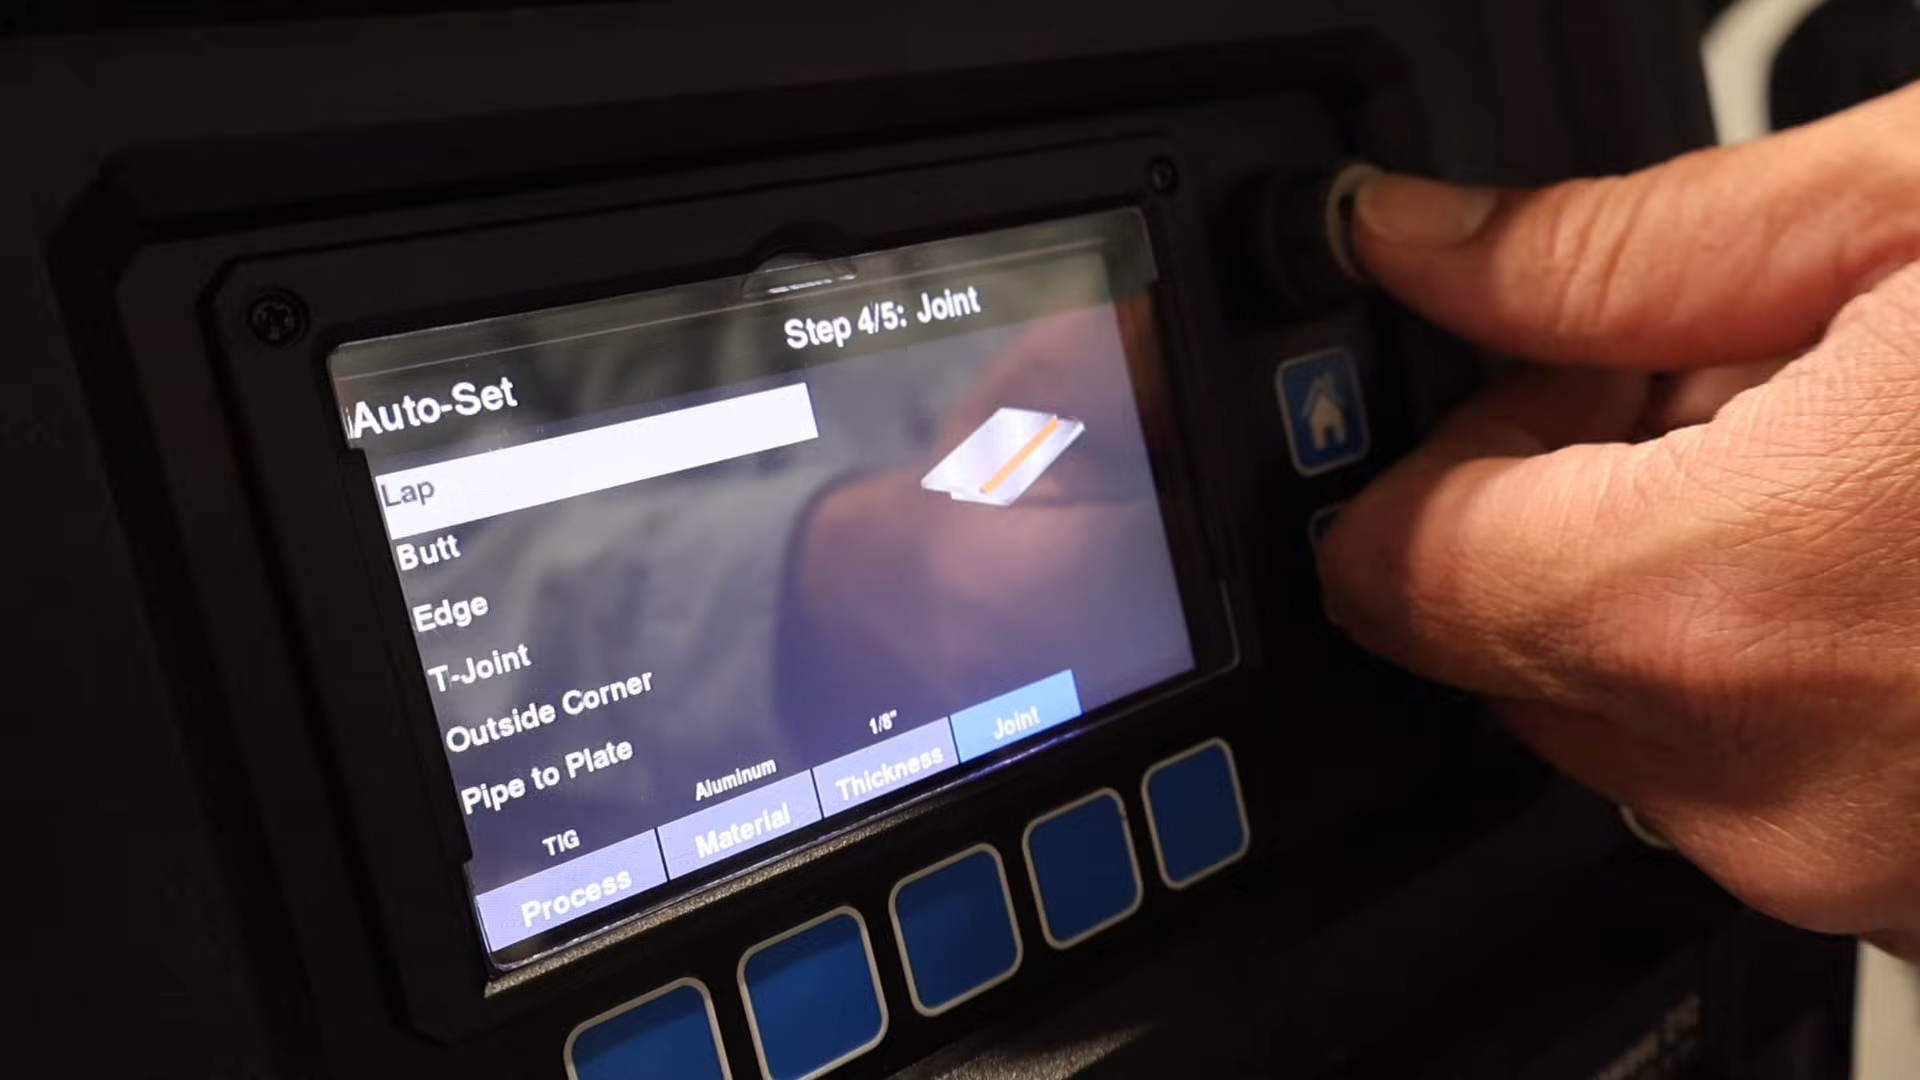 Step 4/5: Joint
Auto-Set
Lap
Butt
Edge
T-Joint
Outside Corner
Pipe to Plate
TIG
Aluminum
1/8"
Process
Material
Thickness
Joint